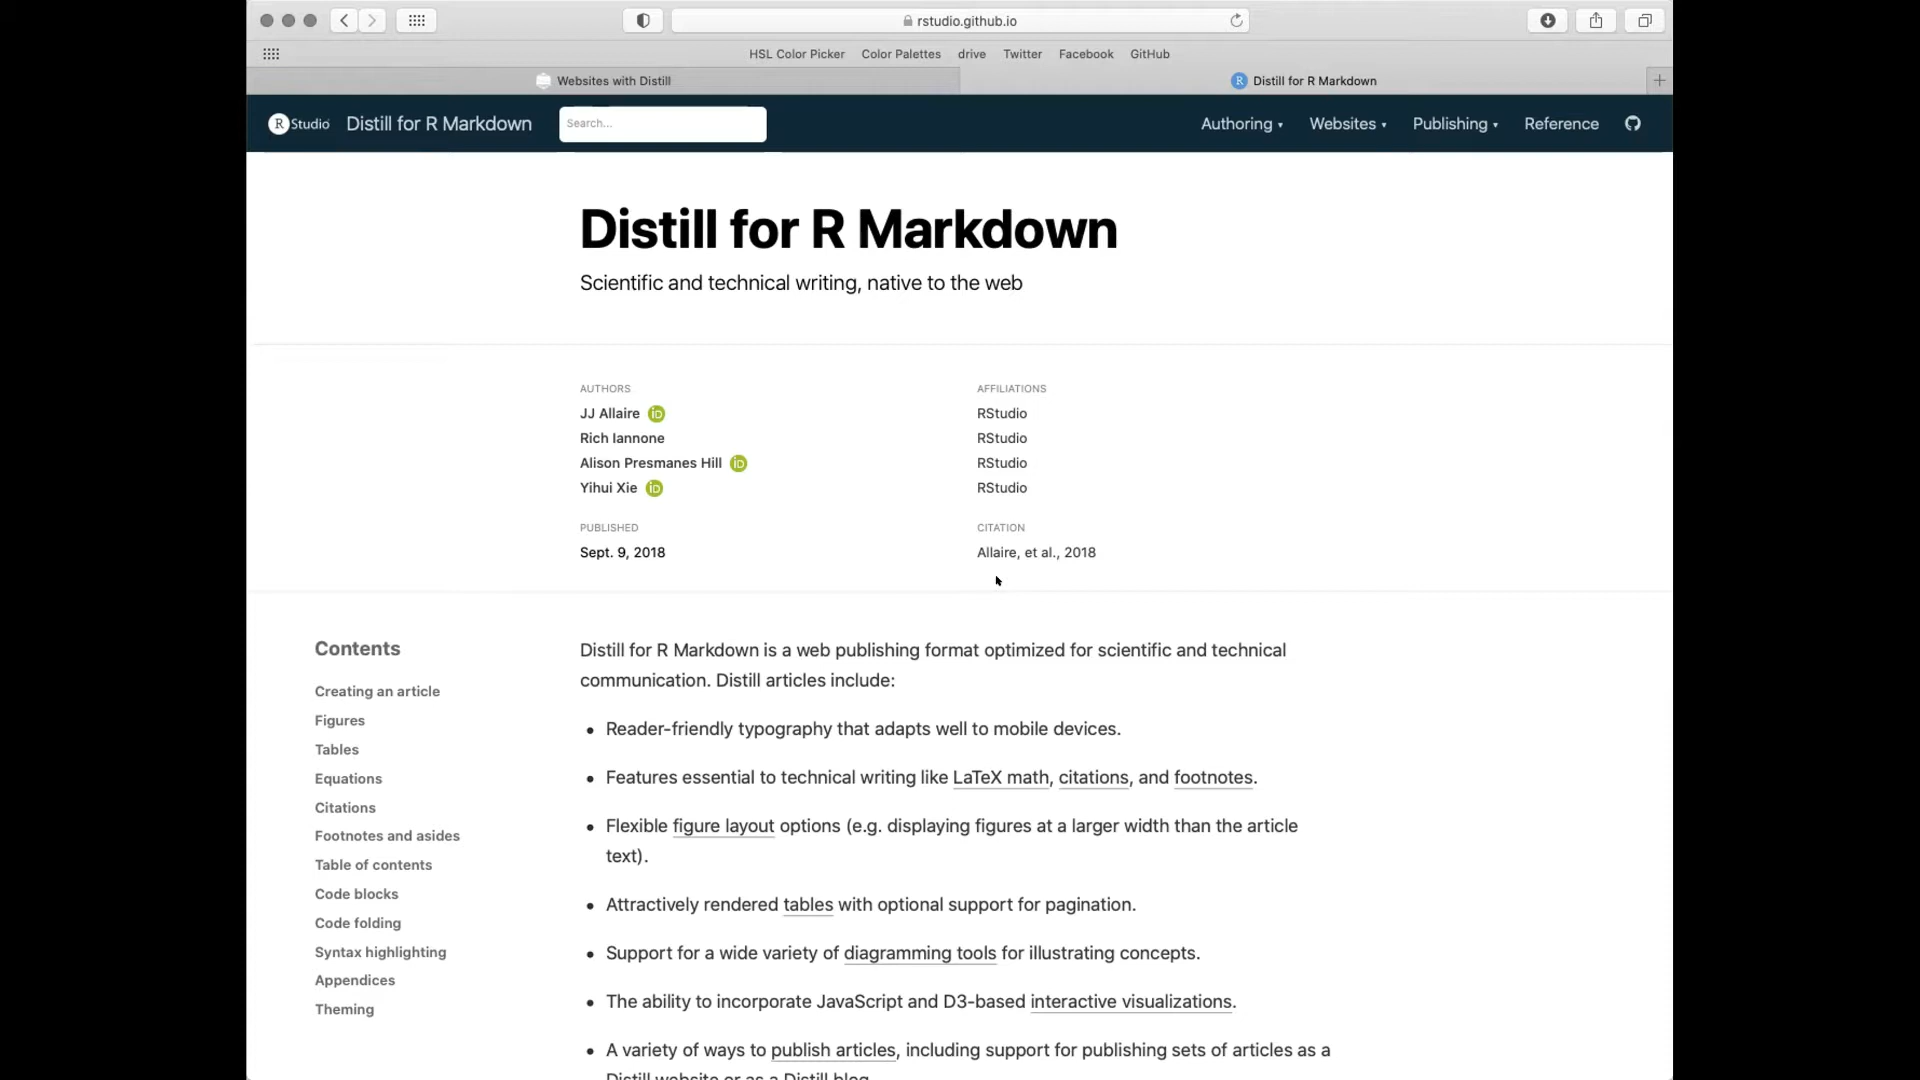 rstudio.github.io
HSL Color Picker Color Palettes drive Twitter Facebook GitHub
Websites with Distill
R Distill for R Markdown
R Studio Distill for R Markdown Search... Authoring Websites Publishing Reference
Distill for R Markdown
Scientific and technical writing, native to the web
AUTHORS
JJ Allaire iD
Rich Iannone
Alison Presmanes Hill iD
Yihui Xie iD
AFFILIATIONS
RStudio
RStudio
RStudio
RStudio
PUBLISHED
Sept. 9, 2018
CITATION
Allaire, et al., 2018
Contents
Creating an article
Figures
Tables
Equations
Citations
Footnotes and asides
Table of contents
Code blocks
Code folding
Syntax highlighting
Appendices
Theming
Distill for R Markdown is a web publishing format optimized for scientific and technical
communication. Distill articles include:
• Reader-friendly typography that adapts well to mobile devices.
• Features essential to technical writing like LaTeX math, citations, and footnotes.
• Flexible figure layout options (e.g. displaying figures at a larger width than the article
text).
• Attractively rendered tables with optional support for pagination.
• Support for a wide variety of diagramming tools for illustrating concepts.
• The ability to incorporate JavaScript and D3-based interactive visualizations.
• A variety of ways to publish articles, including support for publishing sets of articles as a
Distill website or as a Distill blog.